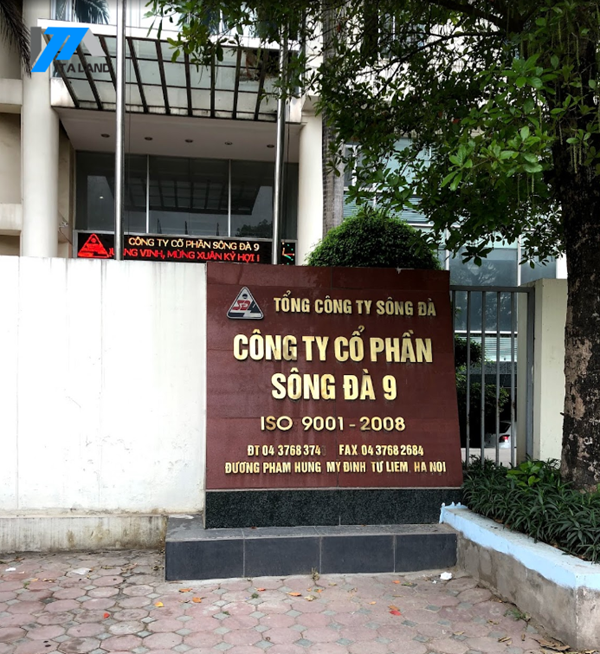 TA LAND
CÔNG TY CỔ PHẦN SÔNG ĐÀ 9
VINH, MỪNG XUÂN KỶ HỢI
TỔNG CÔNG TY SÔNG ĐÀ
CÔNG TY CỔ PHẦN
SÔNG ĐÀ 9
ISO 9001-2008
ĐT 04 3768 374 FAX 04 3768 2684
ĐƯỜNG PHẠM HÙNG MỸ ĐÌNH TỪ LIÊM, HÀ NỘI